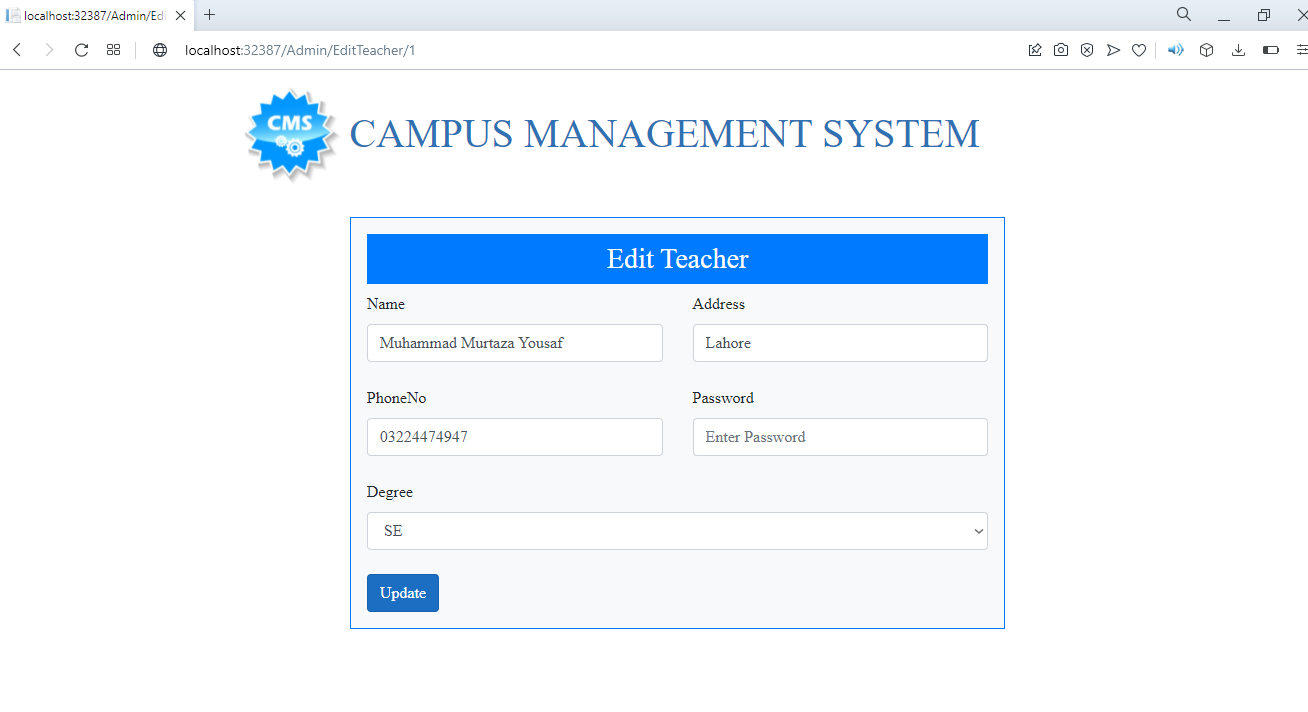 localhost:32387/Admin/Edi
localhost:32387/Admin/EditTeacher/1
CMS
CAMPUS MANAGEMENT SYSTEM
Edit Teacher
Name
Address
Muhammad Murtaza Yousaf
Lahore
PhoneNo
Password
03224474947
Enter Password
Degree
SE
Update